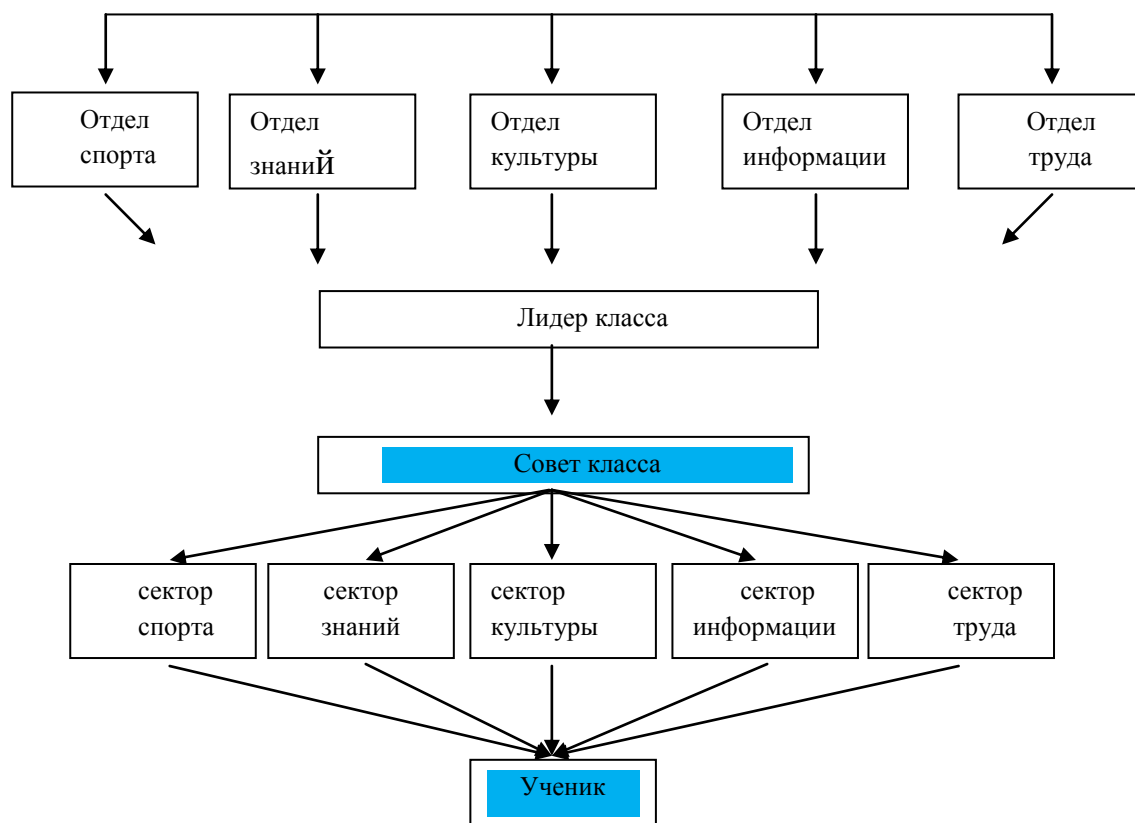 Отдел
спорта
Отдел
знаний
Отдел
культуры
Отдел
информации
Отдел
труда
Лидер класса
Совет класса
сектор
спорта
сектор
знаний
сектор
культуры
сектор
информации
сектор
труда
Ученик